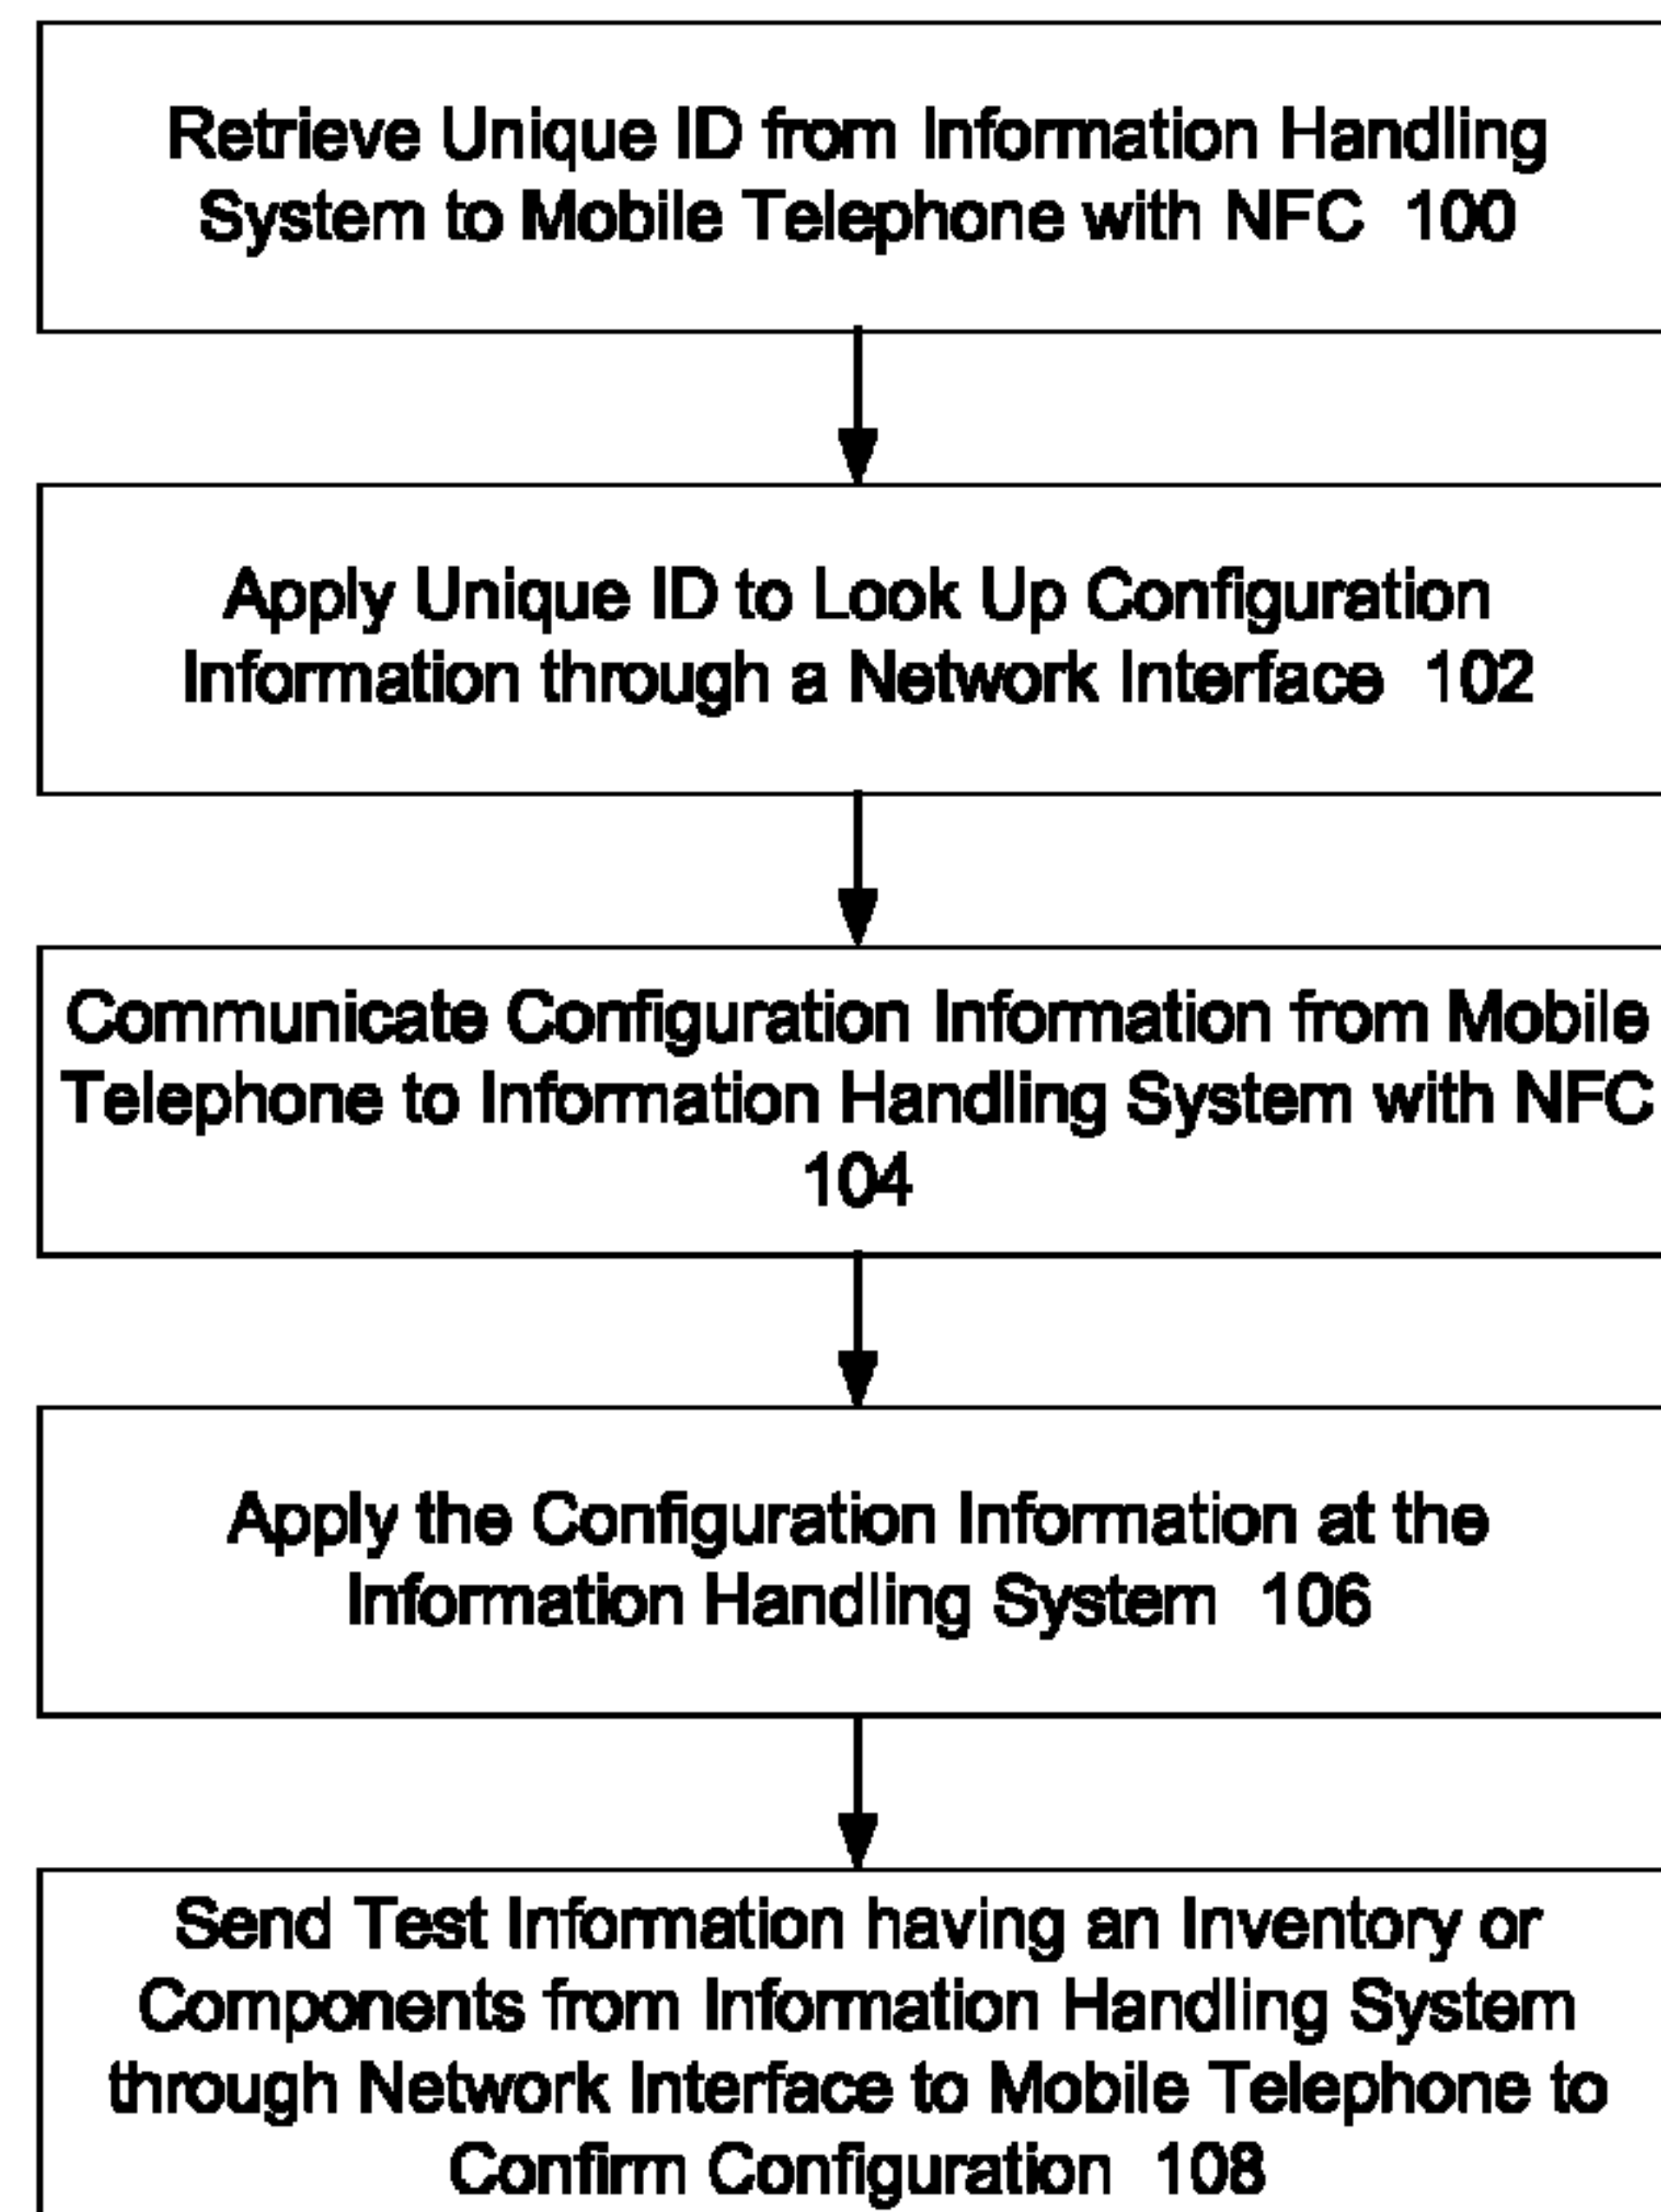 Retrieve Unique ID from Information Handling
System to Mobile Telephone with NFC 100
Apply Unique ID to Look Up Configuration
Information through a Network Interface 102
Communicate Configuration Information from Mobile
Telephone to Information Handling System with NFC
104
Apply the Configuration Information at the
Information Handling System 106
Send Test Information having an Inventory or
Components from Information Handling System
through Network Interface to Mobile Telephone to
Confirm Configuration 108